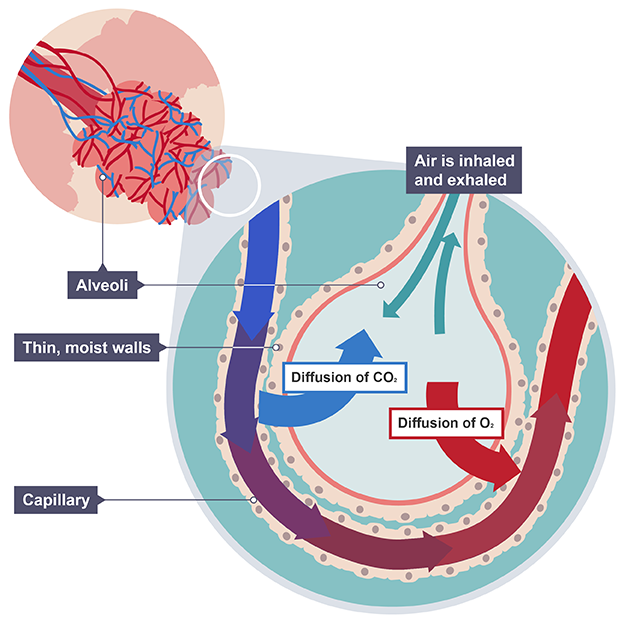 Air is inhaled
and exhaled
Alveoli
Thin, moist walls
Diffusion of CO₂
Diffusion of O₂
Capillary